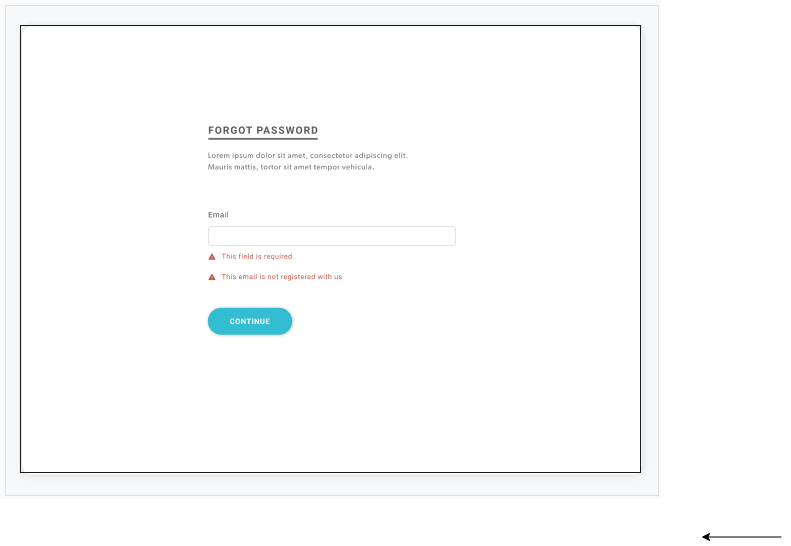 FORGOT PASSWORD
Lorem ipsum dolor sit amet, consectetur adipiscing elit.
Mauris mattis, tortor sit amet tempor vehicula.
Email
This field is required
This email is not registered with us
CONTINUE